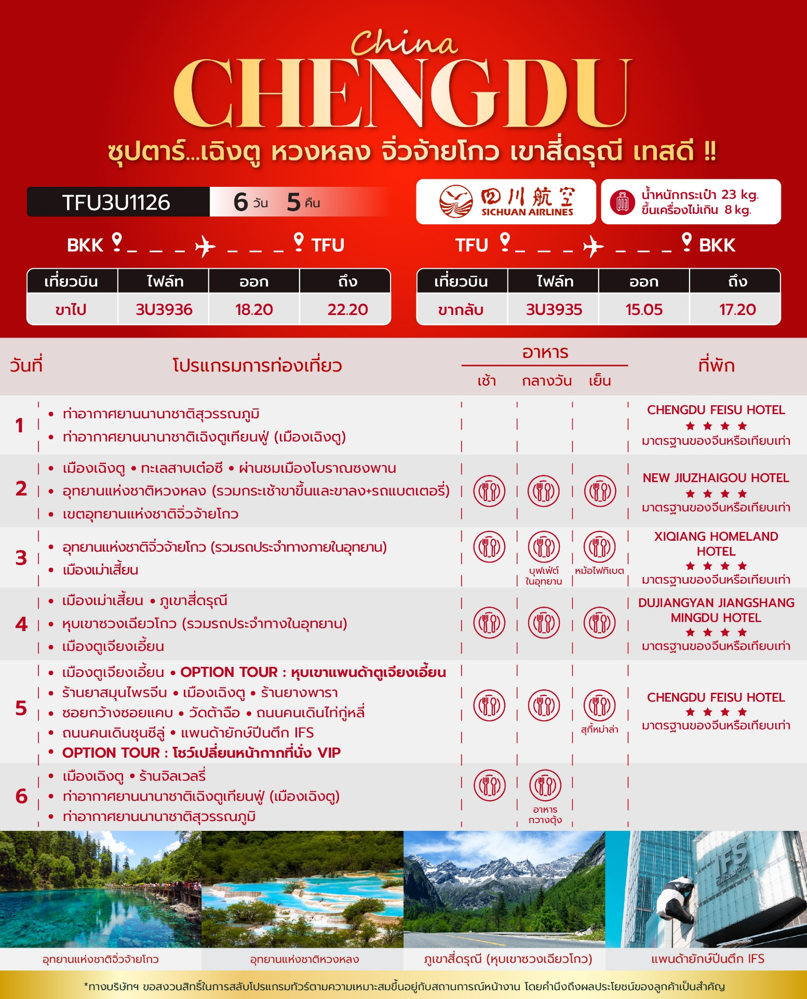 China
CHENGDU
ซุปตาร์...เฉิงตู หวงหลง จิ่วจ้ายโกว เขาสี่ดรุณี เทสดี !!
TFU3U1126 6 วัน 5 คืน
四川航空
SICHUAN AIRLINES
น้ำหนักกระเป๋า 23 kg.
ขึ้นเครื่องไม่เกิน 8 kg.
BKK TFU
TFU BKK
เที่ยวบิน ไฟล์ท ออก ถึง
ขาไป 3U3936 18.20 22.20
เที่ยวบิน ไฟล์ท ออก ถึง
ขากลับ 3U3935 15.05 17.20
วันที่ โปรแกรมการท่องเที่ยว อาหาร ที่พัก
เช้า กลางวัน เย็น
1
• ท่าอากาศยานนานาชาติสุวรรณภูมิ
• ท่าอากาศยานนานาชาติเฉิงตูเทียนฟู่ (เมืองเฉิงตู)
CHENGDU FEISU HOTEL
มาตรฐานของจีนหรือเทียบเท่า
2
• เมืองเฉิงตู • ทะเลสาบเต๋อซี • ผ่านชมเมืองโบราณซงพาน
• อุทยานแห่งชาติหวงหลง (รวมกระเช้าขาขึ้นและขาลง+รถแบตเตอรี่)
• เขตอุทยานแห่งชาติจิ่วจ้ายโกว
NEW JIUZHAIGOU HOTEL
มาตรฐานของจีนหรือเทียบเท่า
3
• อุทยานแห่งชาติจิ่วจ้ายโกว (รวมรถประจำทางภายในอุทยาน)
• เมืองเม่าเสี้ยน
บุฟเฟ่ต์
ในอุทยาน
หม้อไฟทิเบต
XIQIANG HOMELAND
HOTEL
มาตรฐานของจีนหรือเทียบเท่า
4
• เมืองเม่าเสี้ยน • ภูเขาสี่ดรุณี
• หุบเขาซวงเฉียวโกว (รวมรถประจำทางในอุทยาน)
• เมืองตูเจียงเอี้ยน
DUJIANGYAN JIANGSHANG
MINGDU HOTEL
มาตรฐานของจีนหรือเทียบเท่า
5
• เมืองตูเจียงเอี้ยน • OPTION TOUR : หุบเขาแพนด้าตูเจียงเอี้ยน
• ร้านยาสมุนไพรจีน • เมืองเฉิงตู • ร้านยางพารา
• ซอยกว้างซอยแคบ • วัดต้าฉือ • ถนนคนเดินไท่กู่หลี่
• ถนนคนเดินชุนซีลู่ • แพนด้ายักษ์ปีนตึก IFS
• OPTION TOUR : โชว์เปลี่ยนหน้ากากที่นั่ง VIP
สุกี้หม่าล่า
CHENGDU FEISU HOTEL
มาตรฐานของจีนหรือเทียบเท่า
6
• เมืองเฉิงตู • ร้านจิลเวลรี่
• ท่าอากาศยานนานาชาติเฉิงตูเทียนฟู่ (เมืองเฉิงตู)
• ท่าอากาศยานนานาชาติสุวรรณภูมิ
อาหาร
กวางตุ้ง
IFS
อุทยานแห่งชาติจิ่วจ้ายโกว
อุทยานแห่งชาติหวงหลง
ภูเขาสี่ดรุณี (หุบเขาซวงเฉียวโกว)
แพนด้ายักษ์ปีนตึก IFS
*ทางบริษัทฯ ขอสงวนสิทธิ์ในการสลับโปรแกรมทัวร์ตามความเหมาะสมขึ้นอยู่กับสถานการณ์หน้างาน โดยคำนึงถึงผลประโยชน์ของลูกค้าเป็นสำคัญ